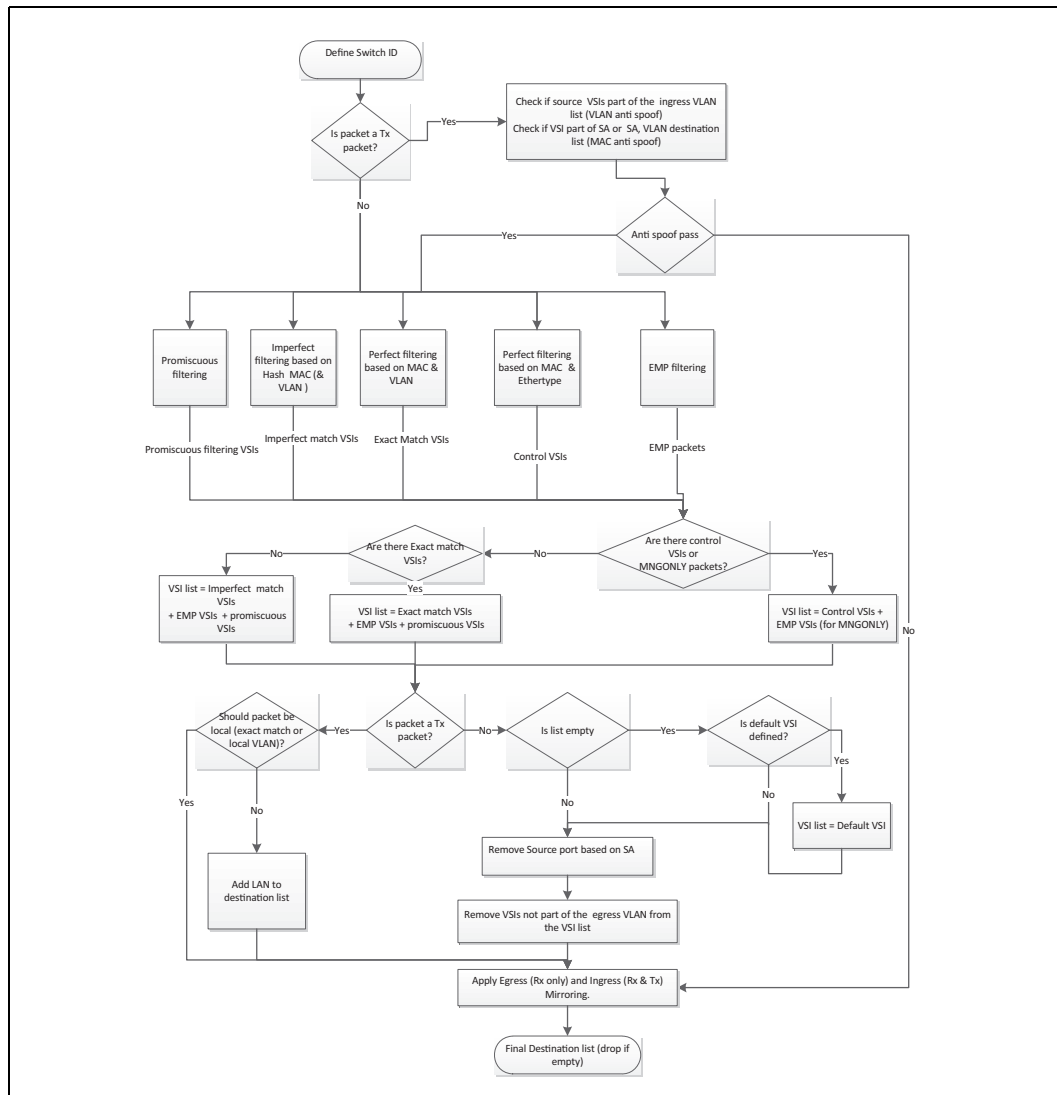 Define Switch ID
Is packet a Tx
packet?
Yes
Check if source  VSIs part of the  ingress VLAN
list (VLAN anti spoof)
Check if VSI part of SA or  SA, VLAN destination
list (MAC anti spoof)
No
Anti spoof pass
Yes
Promiscuous
filtering
Imperfect
filtering based on
Hash  MAC (&
VLAN )
Perfect filtering
based on MAC &
VLAN
Perfect filtering
based on MAC  &
Ethertype
EMP filtering
Promiscuous filtering VSIs
Imperfect match VSIs
Exact Match VSIs
Control VSIs
EMP packets
Are there control
VSIs or
MNGONLY packets?
No
Are there Exact match
VSIs?
No
Yes
Yes
VSI list = Imperfect  match
VSIs
+ EMP VSIs  + promiscuous
VSIs
VSI list = Exact match VSIs
+ EMP VSIs + promiscuous VSIs
VSI list = Control VSIs +
EMP VSIs (for MNGONLY)
No
Should packet be
local (exact match or
local VLAN)?
Yes
Is packet a Tx
packet?
No
Is list empty
Yes
Is default VSI
defined?
Yes
Yes
No
No
No
VSI list = Default VSI
Add LAN to
destination list
Remove Source port based on SA
Remove VSIs not part of the  egress VLAN from
the VSI list
Apply Egress (Rx only) and Ingress (Rx & Tx)
Mirroring.
Final Destination list (drop if
empty)